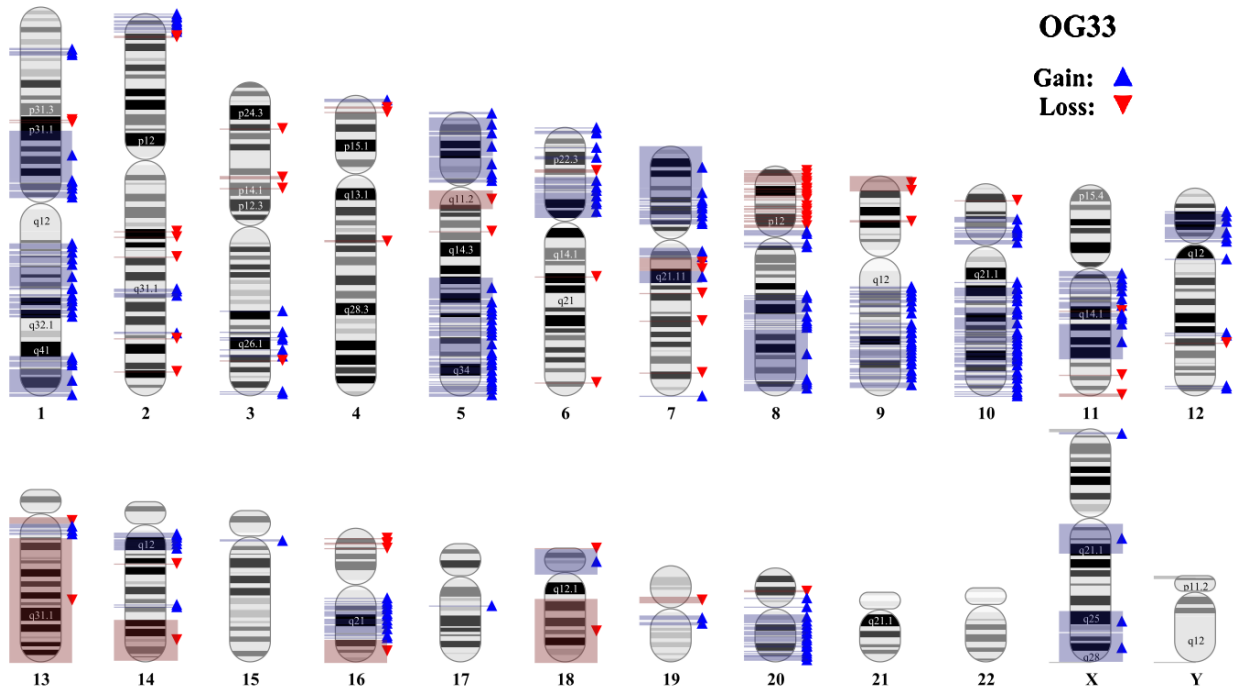 OG33
Gain:
Loss:
p31.3
p31.1
q12
q32.1
q41
1
p12
q31.1
2
p24.3
p14.1
p12.3
q26.1
3
p15.1
q13.1
q28.3
4
q11.2
q14.3
q34
5
p22.3
q14.1
q21
6
q21.11
7
p12
8
q12
9
q21.1
10
p15.4
q14.1
11
q12
12
q31.1
13
q12
14
15
q21
16
17
q12.1
18
19
20
q21.1
21
22
q21.1
q25
q28
X
p11.2
q12
Y